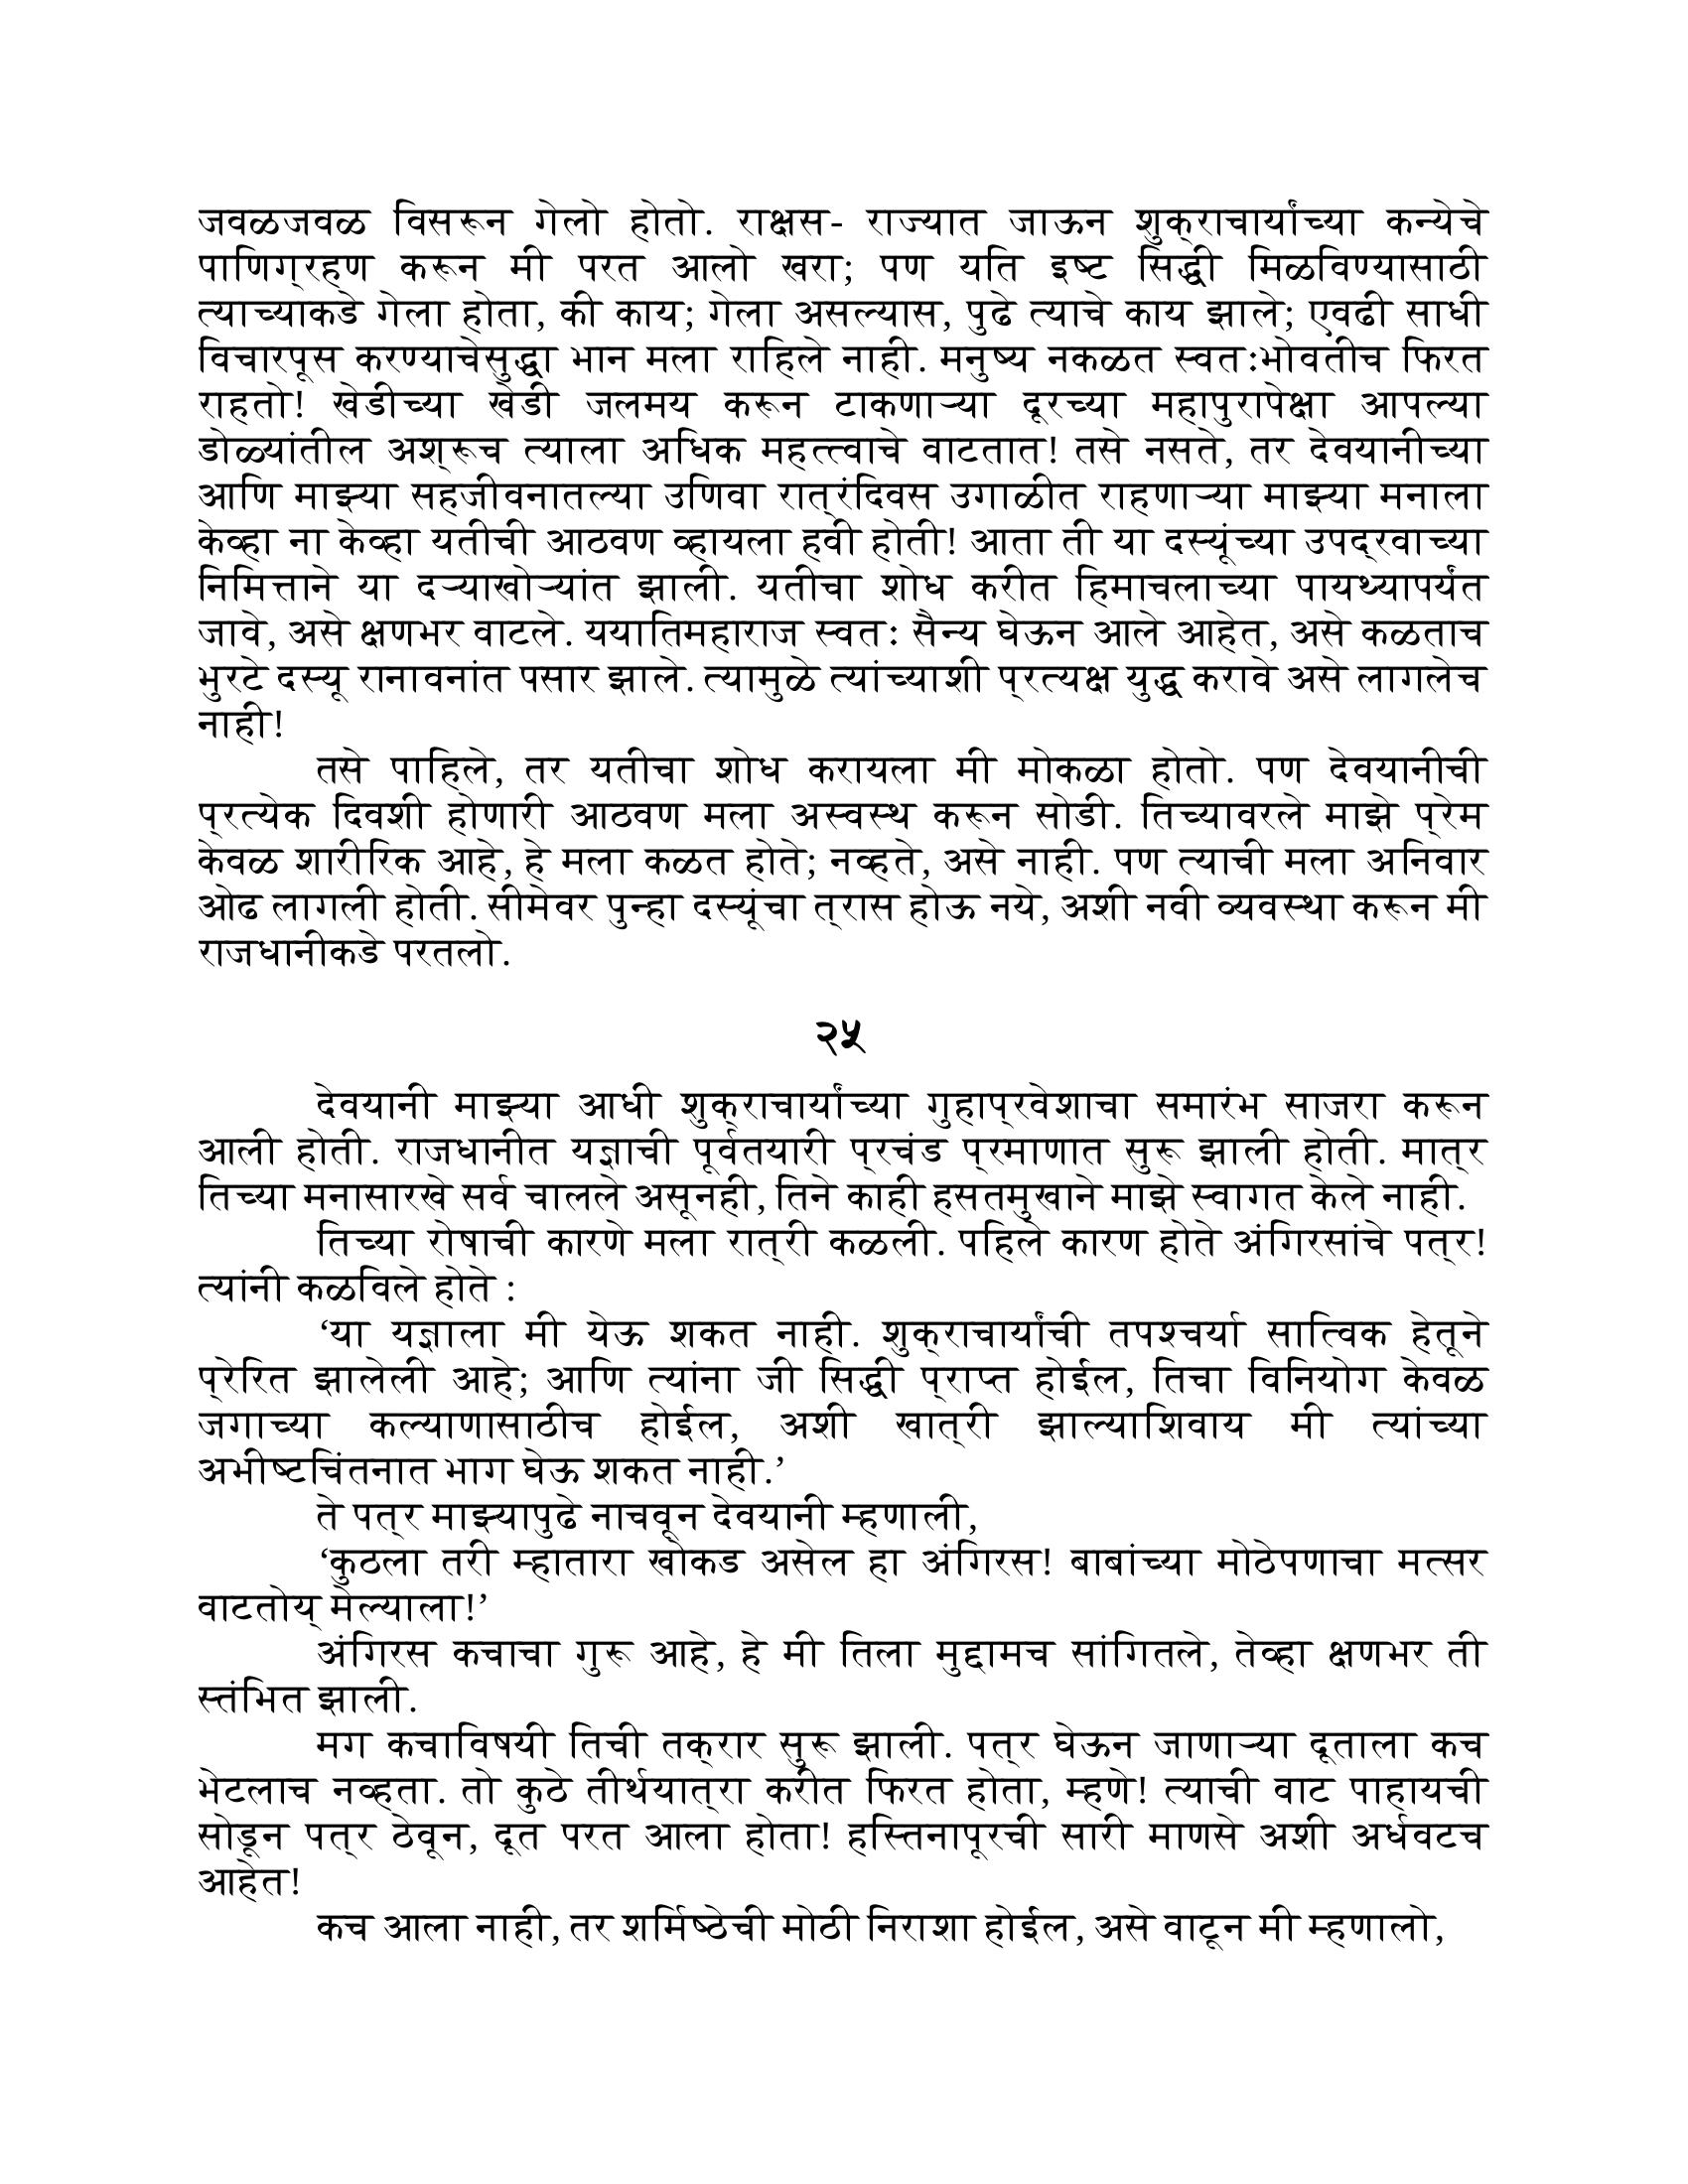 जवळजवळ विसरून गेलो होतो. राक्षस- राज्यात जाऊन शुक्राचार्यांच्या कन्येचे
पाणिग्रहण करून मी परत आलो खरा; पण यति इष्ट सिद्धी मिळविण्यासाठी
त्याच्याकडे गेला होता, की काय; गेला असल्यास, पुढे त्याचे काय झाले; एवढी साधी
विचारपूस करण्याचेसुद्धा भान मला राहिले नाही. मनुष्य नकळत स्वतःभोवतीच फिरत
राहतो! खेडीच्या खेडी जलमय करून टाकणाऱ्या दूरच्या महापुरापेक्षा आपल्या
डोळ्यांतील अश्रूच त्याला अधिक महत्त्वाचे वाटतात! तसे नसते, तर देवयानीच्या
आणि माझ्या सहजीवनातल्या उणिवा रात्रंदिवस उगाळीत राहणाऱ्या माझ्या मनाला
केव्हा ना केव्हा यतीची आठवण व्हायला हवी होती! आता ती या दस्यूंच्या उपद्रवाच्या
निमित्ताने या दऱ्याखोऱ्यांत झाली. यतीचा शोध करीत हिमाचलाच्या पायथ्यापर्यंत
जावे, असे क्षणभर वाटले. ययातिमहाराज स्वतः सैन्य घेऊन आले आहेत, असे कळताच
भुरटे दस्यू रानावनांत पसार झाले. त्यामुळे त्यांच्याशी प्रत्यक्ष युद्ध करावे असे लागलेच
नाही!
तसे पाहिले, तर यतीचा शोध करायला मी मोकळा होतो. पण देवयानीची
प्रत्येक दिवशी होणारी आठवण मला अस्वस्थ करून सोडी. तिच्यावरले माझे प्रेम
केवळ शारीरिक आहे, हे मला कळत होते; नव्हते, असे नाही. पण त्याची मला अनिवार
ओढ लागली होती. सीमेवर पुन्हा दस्यूंचा त्रास होऊ नये, अशी नवी व्यवस्था करून मी
राजधानीकडे परतलो.
२५
देवयानी माझ्या आधी शुक्राचार्यांच्या गुहाप्रवेशाचा समारंभ साजरा करून
आली होती. राजधानीत यज्ञाची पूर्वतयारी प्रचंड प्रमाणात सुरू झाली होती. मात्र
तिच्या मनासारखे सर्व चालले असूनही, तिने काही हसतमुखाने माझे स्वागत केले नाही.
तिच्या रोषाची कारणे मला रात्री कळली. पहिले कारण होते अंगिरसांचे पत्र!
त्यांनी कळविले होते :
‘या यज्ञाला मी येऊ शकत नाही. शुक्राचार्यांची तपश्चर्या सात्विक हेतूने
प्रेरित झालेली आहे; आणि त्यांना जी सिद्धी प्राप्त होईल, तिचा विनियोग केवळ
जगाच्या कल्याणासाठीच होईल, अशी खात्री झाल्याशिवाय मी त्यांच्या
अभीष्टचिंतनात भाग घेऊ शकत नाही.’
ते पत्र माझ्यापुढे नाचवून देवयानी म्हणाली,
‘कुठला तरी म्हातारा खोकड असेल हा अंगिरस! बाबांच्या मोठेपणाचा मत्सर
वाटतोय् मेल्याला!’
अंगिरस कचाचा गुरू आहे, हे मी तिला मुद्दामच सांगितले, तेव्हा क्षणभर ती
स्तंभित झाली.
मग कचाविषयी तिची तक्रार सुरू झाली. पत्र घेऊन जाणाऱ्या दूताला कच
भेटलाच नव्हता. तो कुठे तीर्थयात्रा करीत फिरत होता, म्हणे! त्याची वाट पाहायची
सोडून पत्र ठेवून, दूत परत आला होता! हस्तिनापूरची सारी माणसे अशी अर्धवटच
आहेत!
कच आला नाही, तर शर्मिष्ठेची मोठी निराशा होईल, असे वाटून मी म्हणालो,